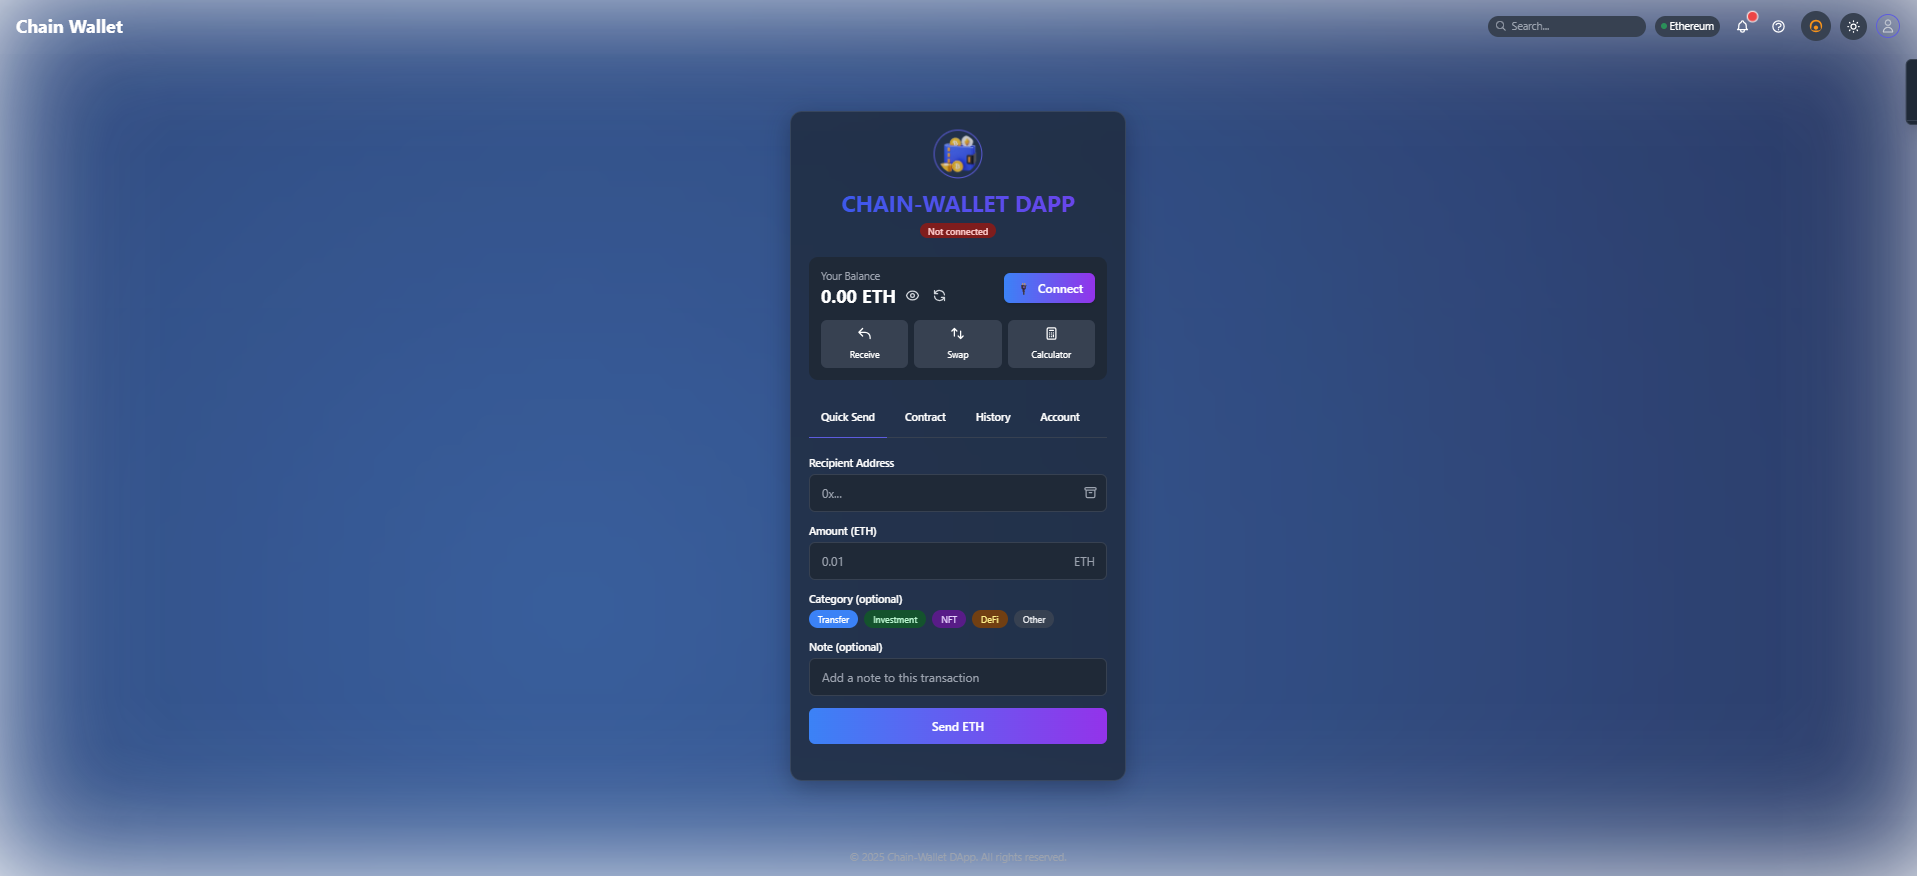 Chain Wallet
Search...
Ethereum
CHAIN-WALLET DAPP
Not connected
Your Balance
0.00 ETH
Connect
Receive
Swap
Calculator
Quick Send
Contract
History
Account
Recipient Address
0x...
Amount (ETH)
0.01
ETH
Category (optional)
Transfer
Investment
NFT
DeFi
Other
Note (optional)
Add a note to this transaction
Send ETH
© 2025 Chain-Wallet DApp. All rights reserved.